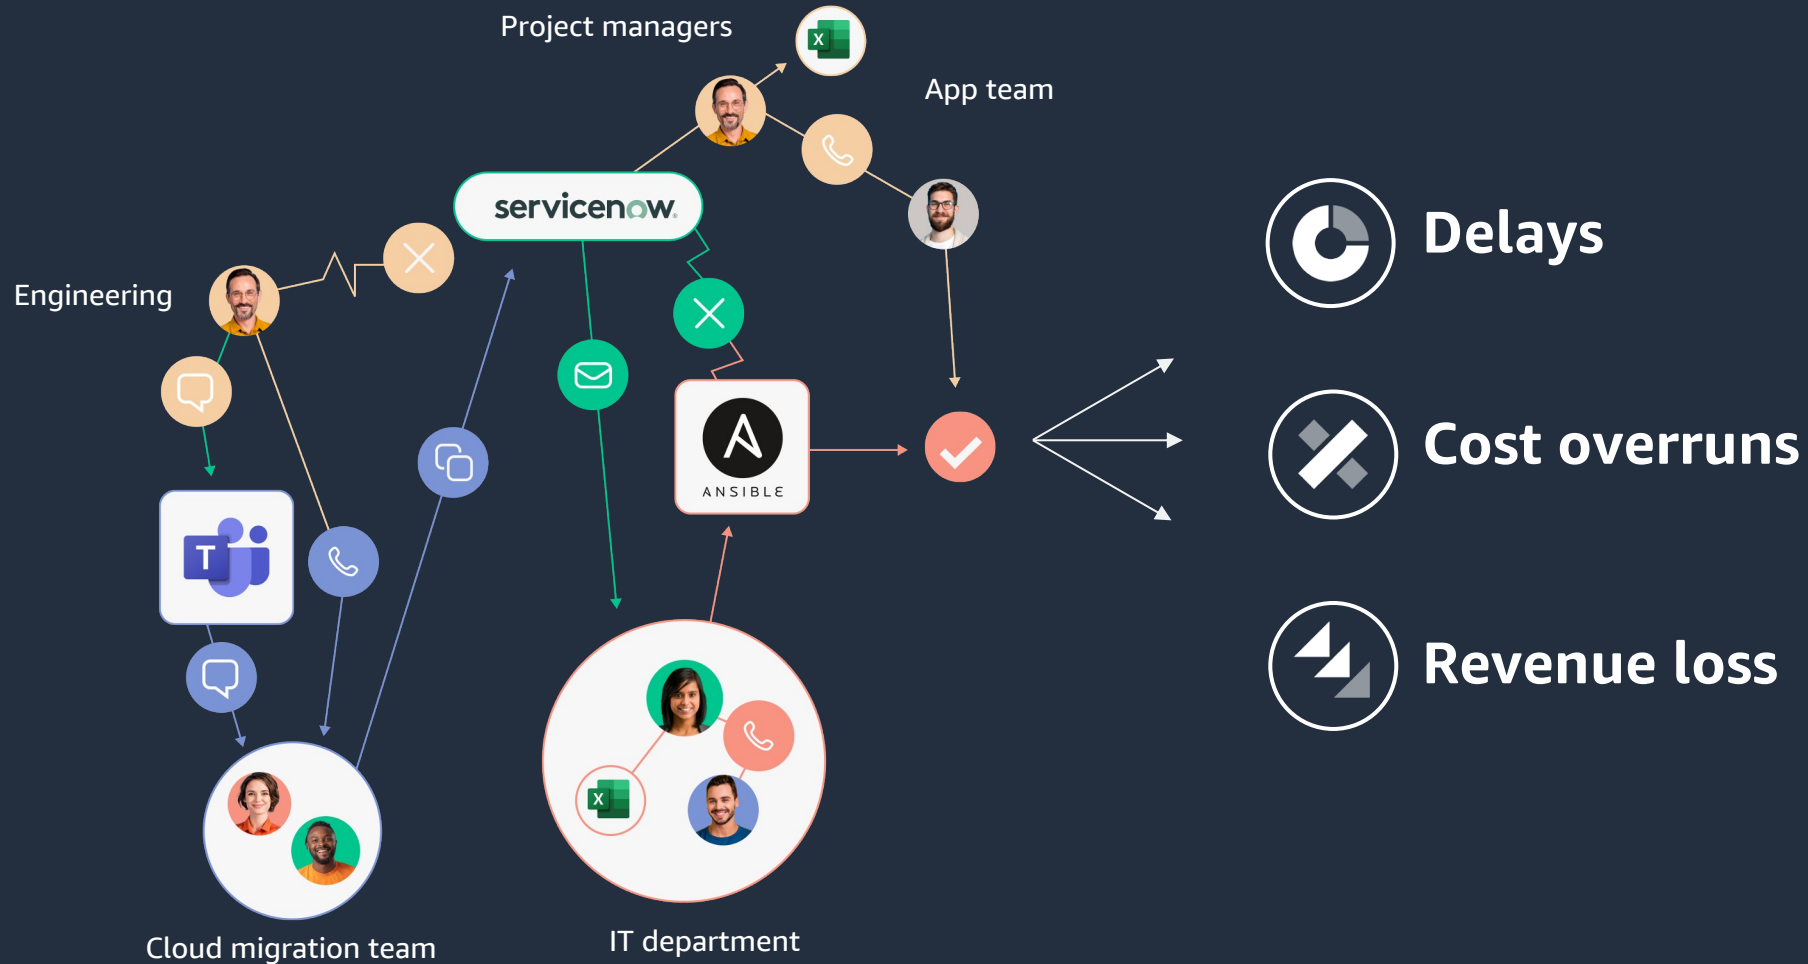 Project managers
X
App team
servicenow.
Engineering
Delays
Cost overruns
ANSIBLE
T
Revenue loss
X
IT department
Cloud migration team